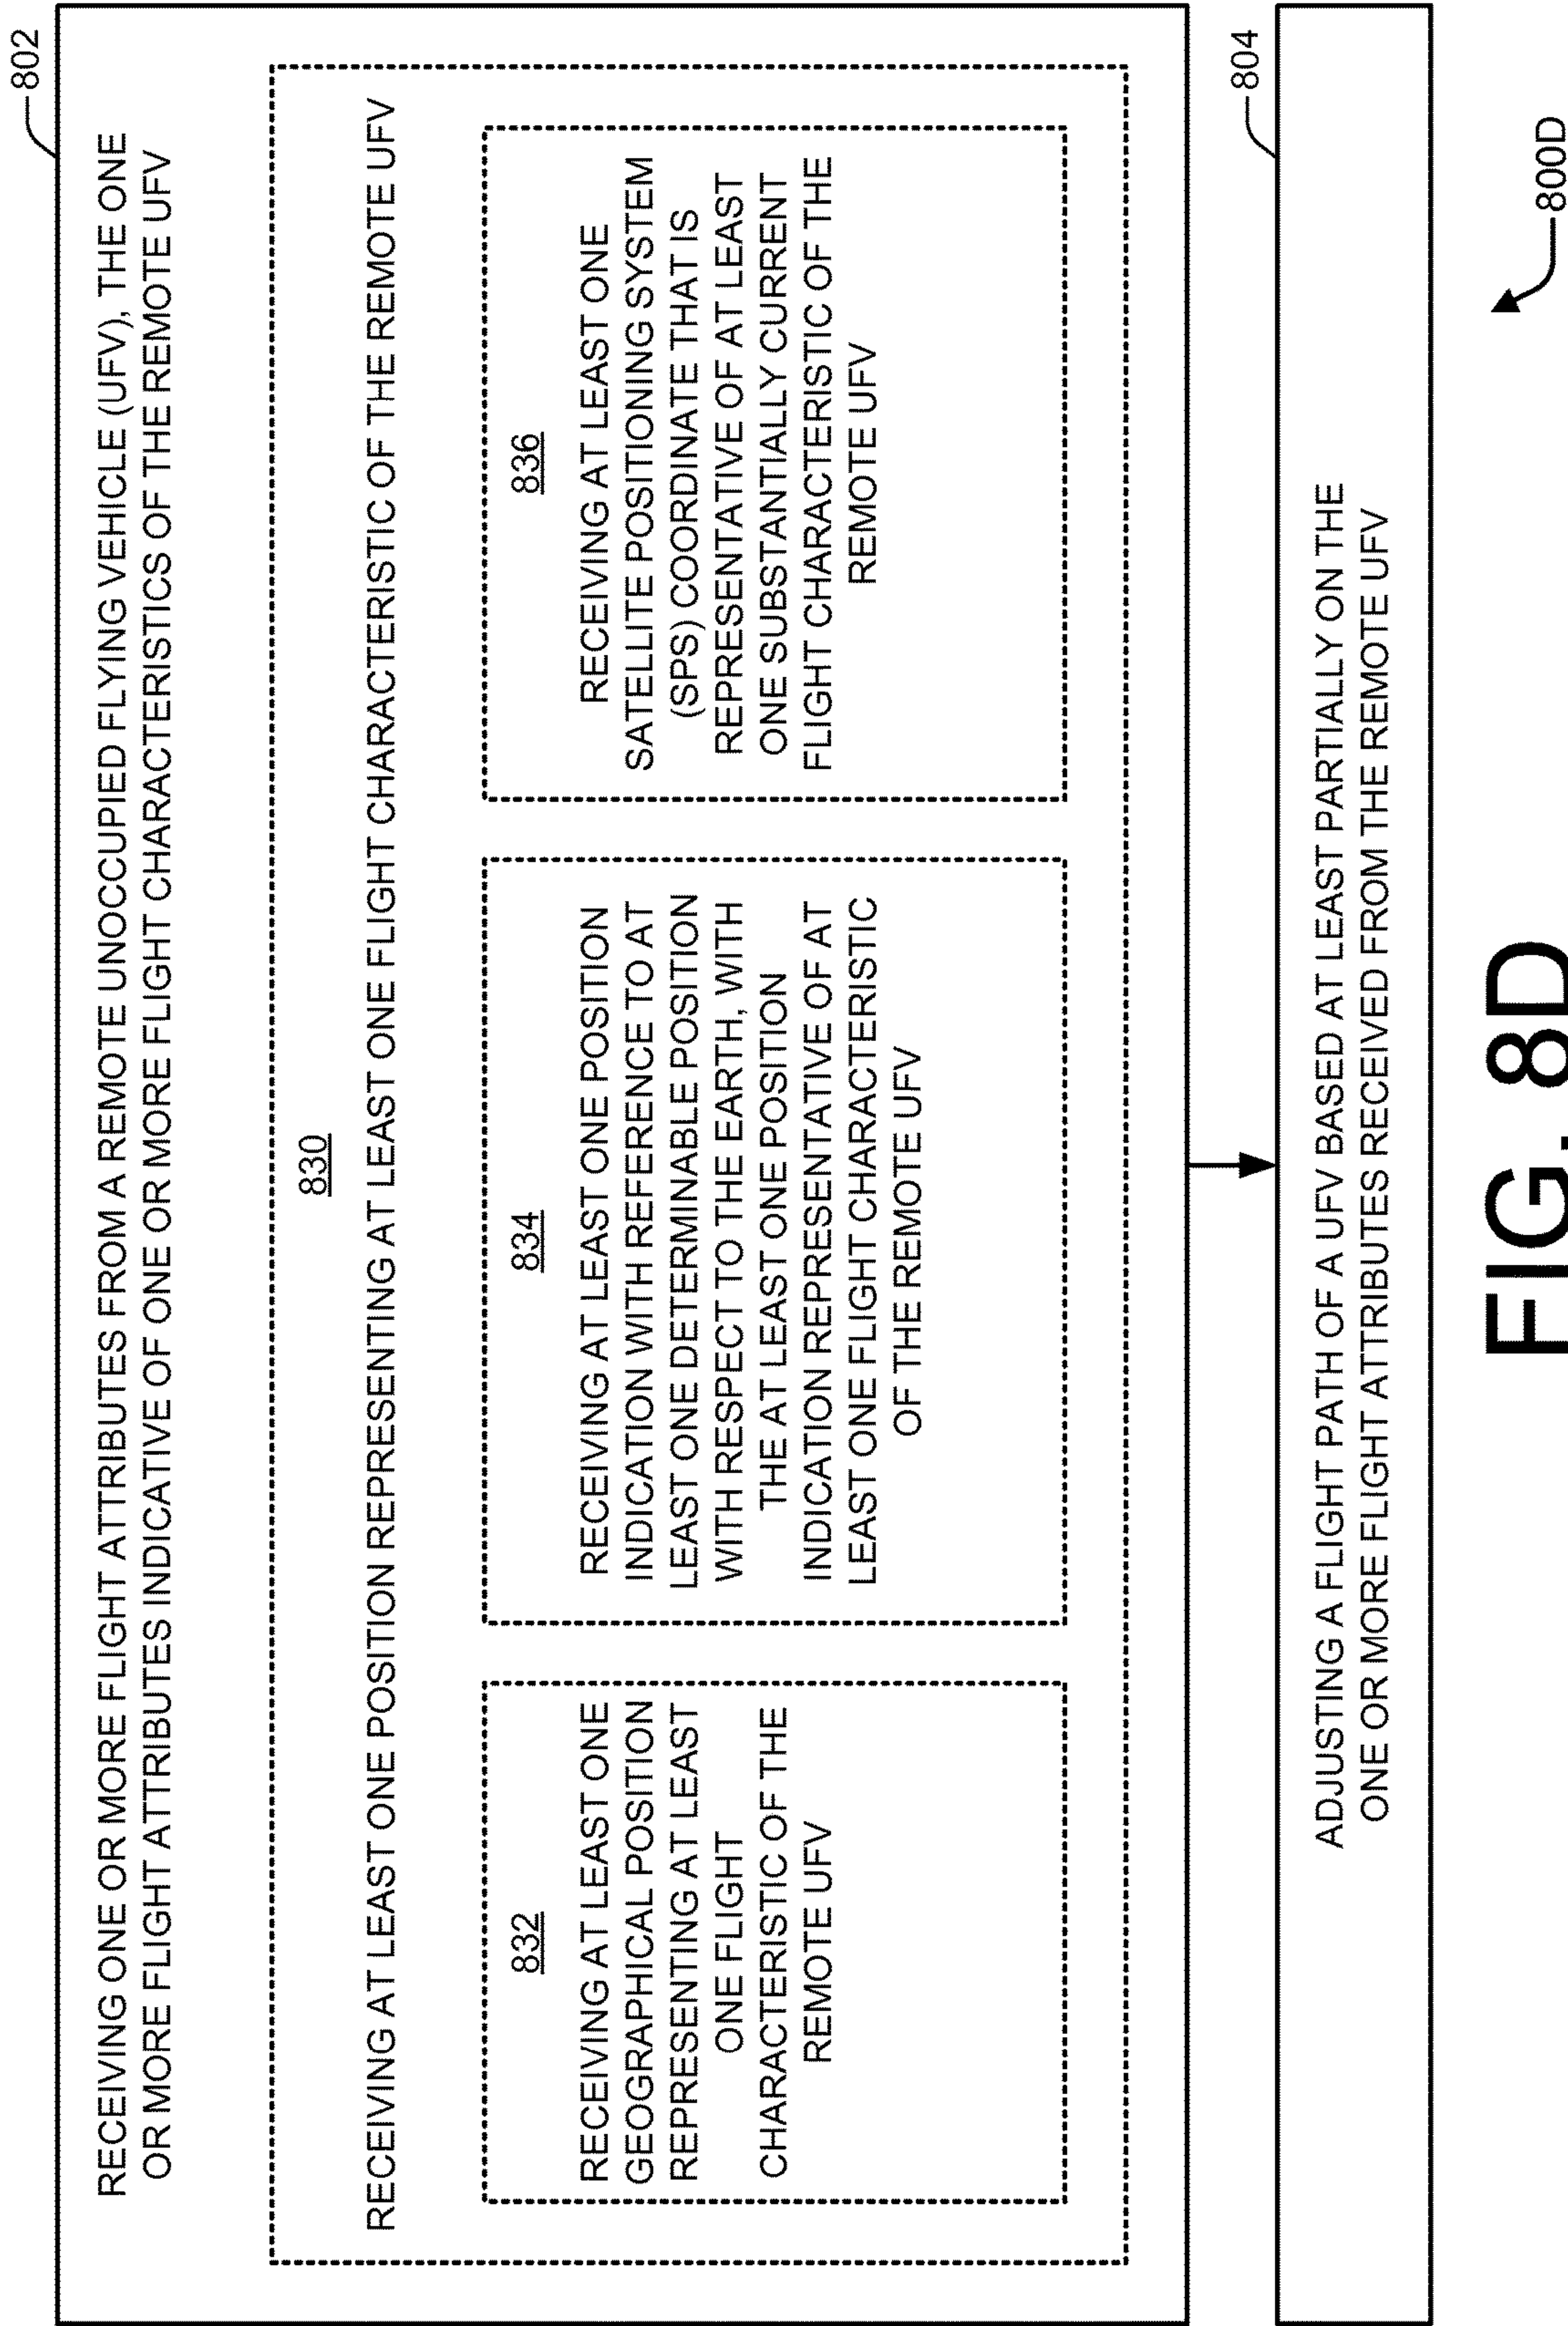 802
RECEIVING ONE OR MORE FLIGHT ATTRIBUTES FROM A REMOTE UNOCCUPIED FLYING VEHICLE (UFV), THE ONE
OR MORE FLIGHT ATTRIBUTES INDICATIVE OF ONE OR MORE FLIGHT CHARACTERISTICS OF THE REMOTE UFV
830
RECEIVING AT LEAST ONE POSITION REPRESENTING AT LEAST ONE FLIGHT CHARACTERISTIC OF THE REMOTE UFV
832
RECEIVING AT LEAST ONE
GEOGRAPHICAL POSITION
REPRESENTING AT LEAST
ONE FLIGHT
CHARACTERISTIC OF THE
REMOTE UFV
834
RECEIVING AT LEAST ONE POSITION
INDICATION WITH REFERENCE TO AT
LEAST ONE DETERMINABLE POSITION
WITH RESPECT TO THE EARTH, WITH
THE AT LEAST ONE POSITION
INDICATION REPRESENTATIVE OF AT
LEAST ONE FLIGHT CHARACTERISTIC
OF THE REMOTE UFV
836
RECEIVING AT LEAST ONE
SATELLITE POSITIONING SYSTEM
(SPS) COORDINATE THAT IS
REPRESENTATIVE OF AT LEAST
ONE SUBSTANTIALLY CURRENT
FLIGHT CHARACTERISTIC OF THE
REMOTE UFV
804
ADJUSTING A FLIGHT PATH OF A UFV BASED AT LEAST PARTIALLY ON THE
ONE OR MORE FLIGHT ATTRIBUTES RECEIVED FROM THE REMOTE UFV
800D
FIG. 8D